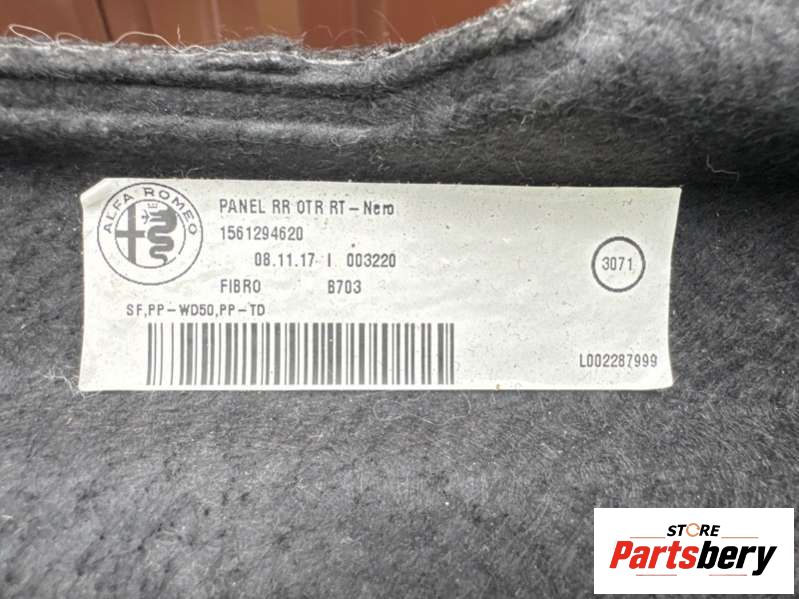 ALFA ROMEO
PANEL RR OTR RT-Nero
1561294620
08.11.17 I 003220
FIBRO B703
3071
SF,PP-WD50,PP-TD
L002287999
STORE
Partsbery